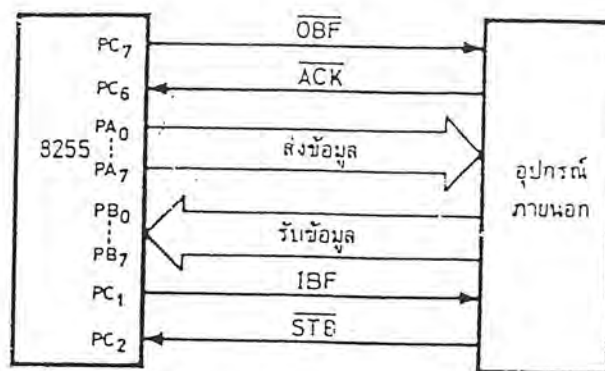 OBF
PC7
ACK
PC6
PA0
8255
ส่งข้อมูล
PA7
อุปกรณ์
ภายนอก
PB0
รับข้อมูล
PB7
IBF
PC1
STB
PC2